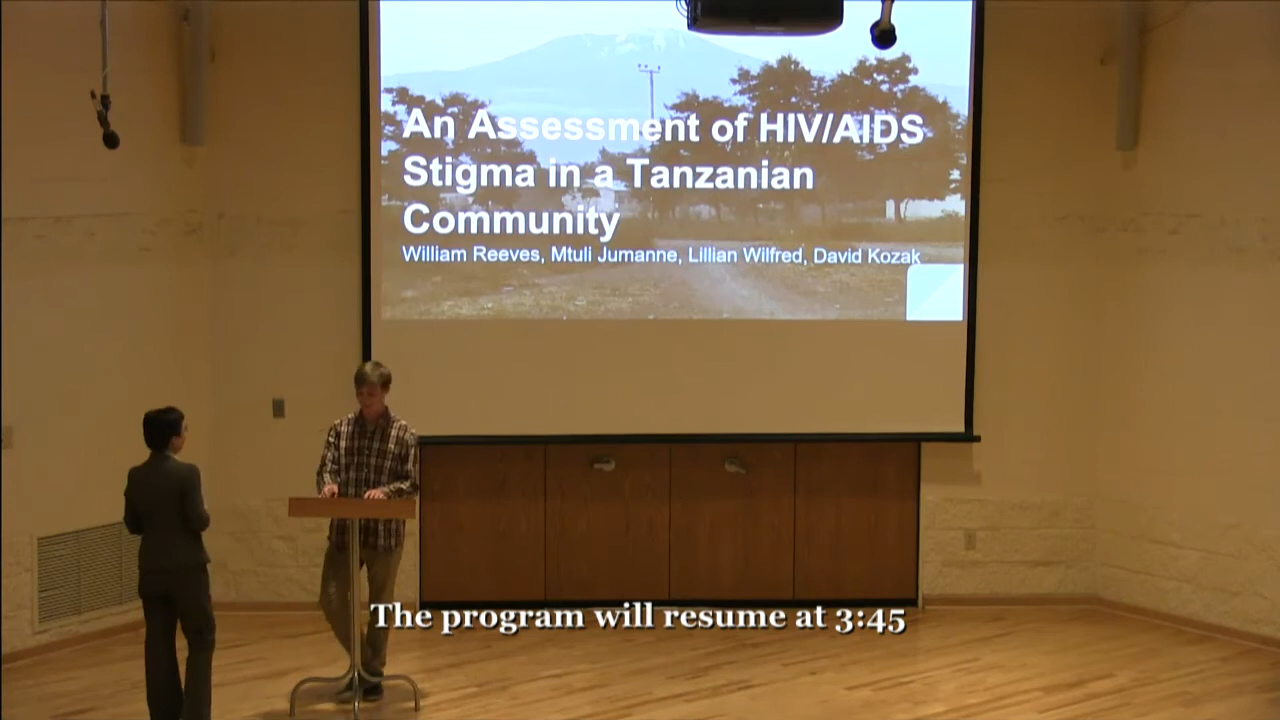 An Assessment of HIV/AIDS
Stigma in a Tanzanian
Community
William Reeves, Mtuli Jumanne, Lillian Wilfred, David Kozak
The program will resume at 3:45